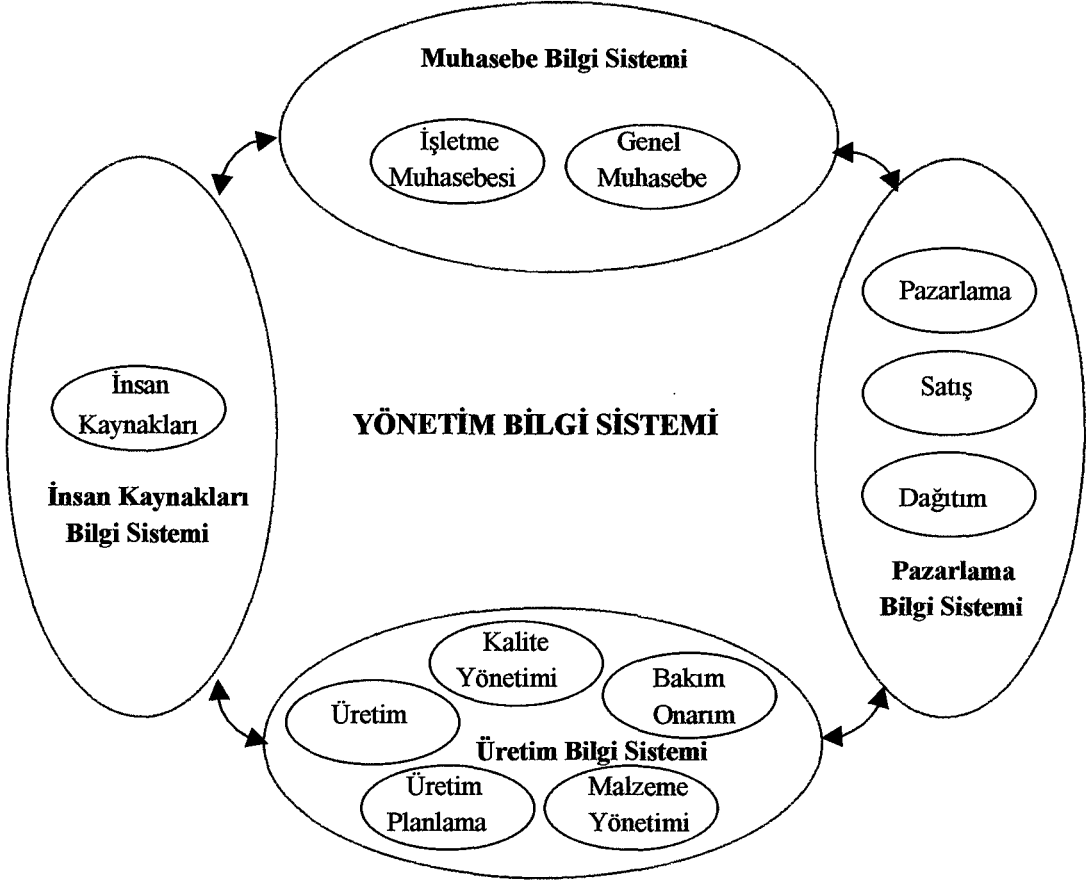 Muhasebe Bilgi Sistemi
İşletme
Muhasebesi
Genel
Muhasebe
İnsan
Kaynakları
İnsan Kaynakları
Bilgi Sistemi
YÖNETİM BİLGİ SİSTEMİ
Pazarlama
Satış
Dağıtım
Pazarlama
Bilgi Sistemi
Kalite
Yönetimi
Bakım
Onarım
Üretim
Üretim Bilgi Sistemi
Üretim
Planlama
Malzeme
Yönetimi